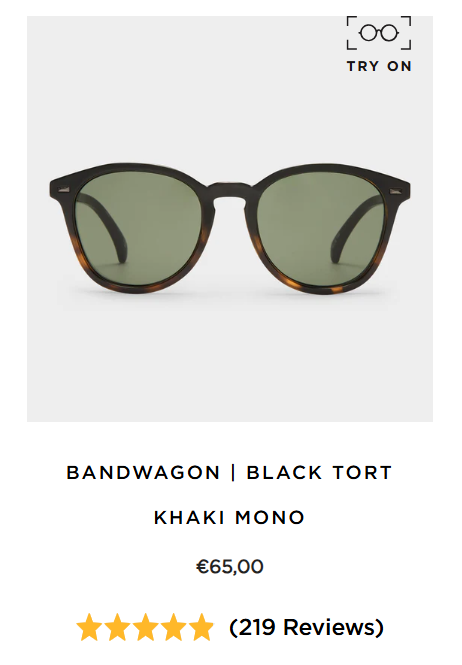 TRY ON
BANDWAGON | BLACK TORT
KHAKI MONO
€65,00
(219 Reviews)